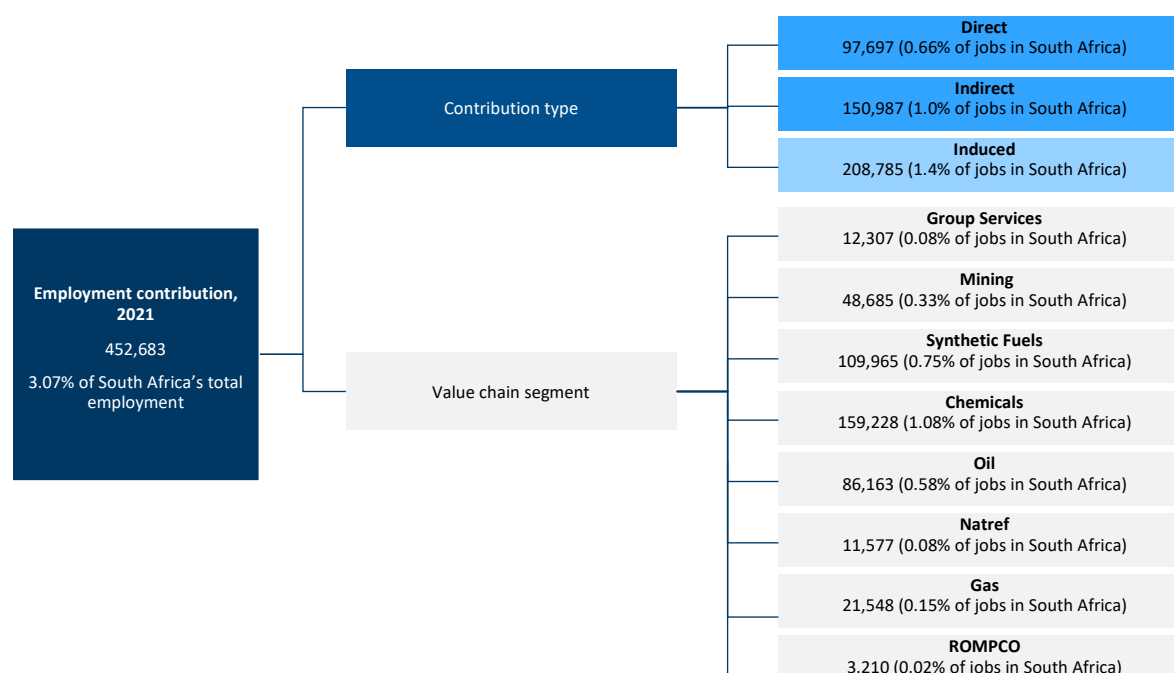 Employment contribution,
2021
452,683
3.07% of South Africa's total
employment
Contribution type
Value chain segment
Direct
97,697 (0.66% of jobs in South Africa)
Indirect
150,987 (1.0% of jobs in South Africa)
Induced
208,785 (1.4% of jobs in South Africa)
Group Services
12,307 (0.08% of jobs in South Africa)
Mining
48,685 (0.33% of jobs in South Africa)
Synthetic Fuels
109,965 (0.75% of jobs in South Africa)
Chemicals
159,228 (1.08% of jobs in South Africa)
Oil
86,163 (0.58% of jobs in South Africa)
Natref
11,577 (0.08% of jobs in South Africa)
Gas
21,548 (0.15% of jobs in South Africa)
ROMPCO
3,210 (0.02% of jobs in South Africa)